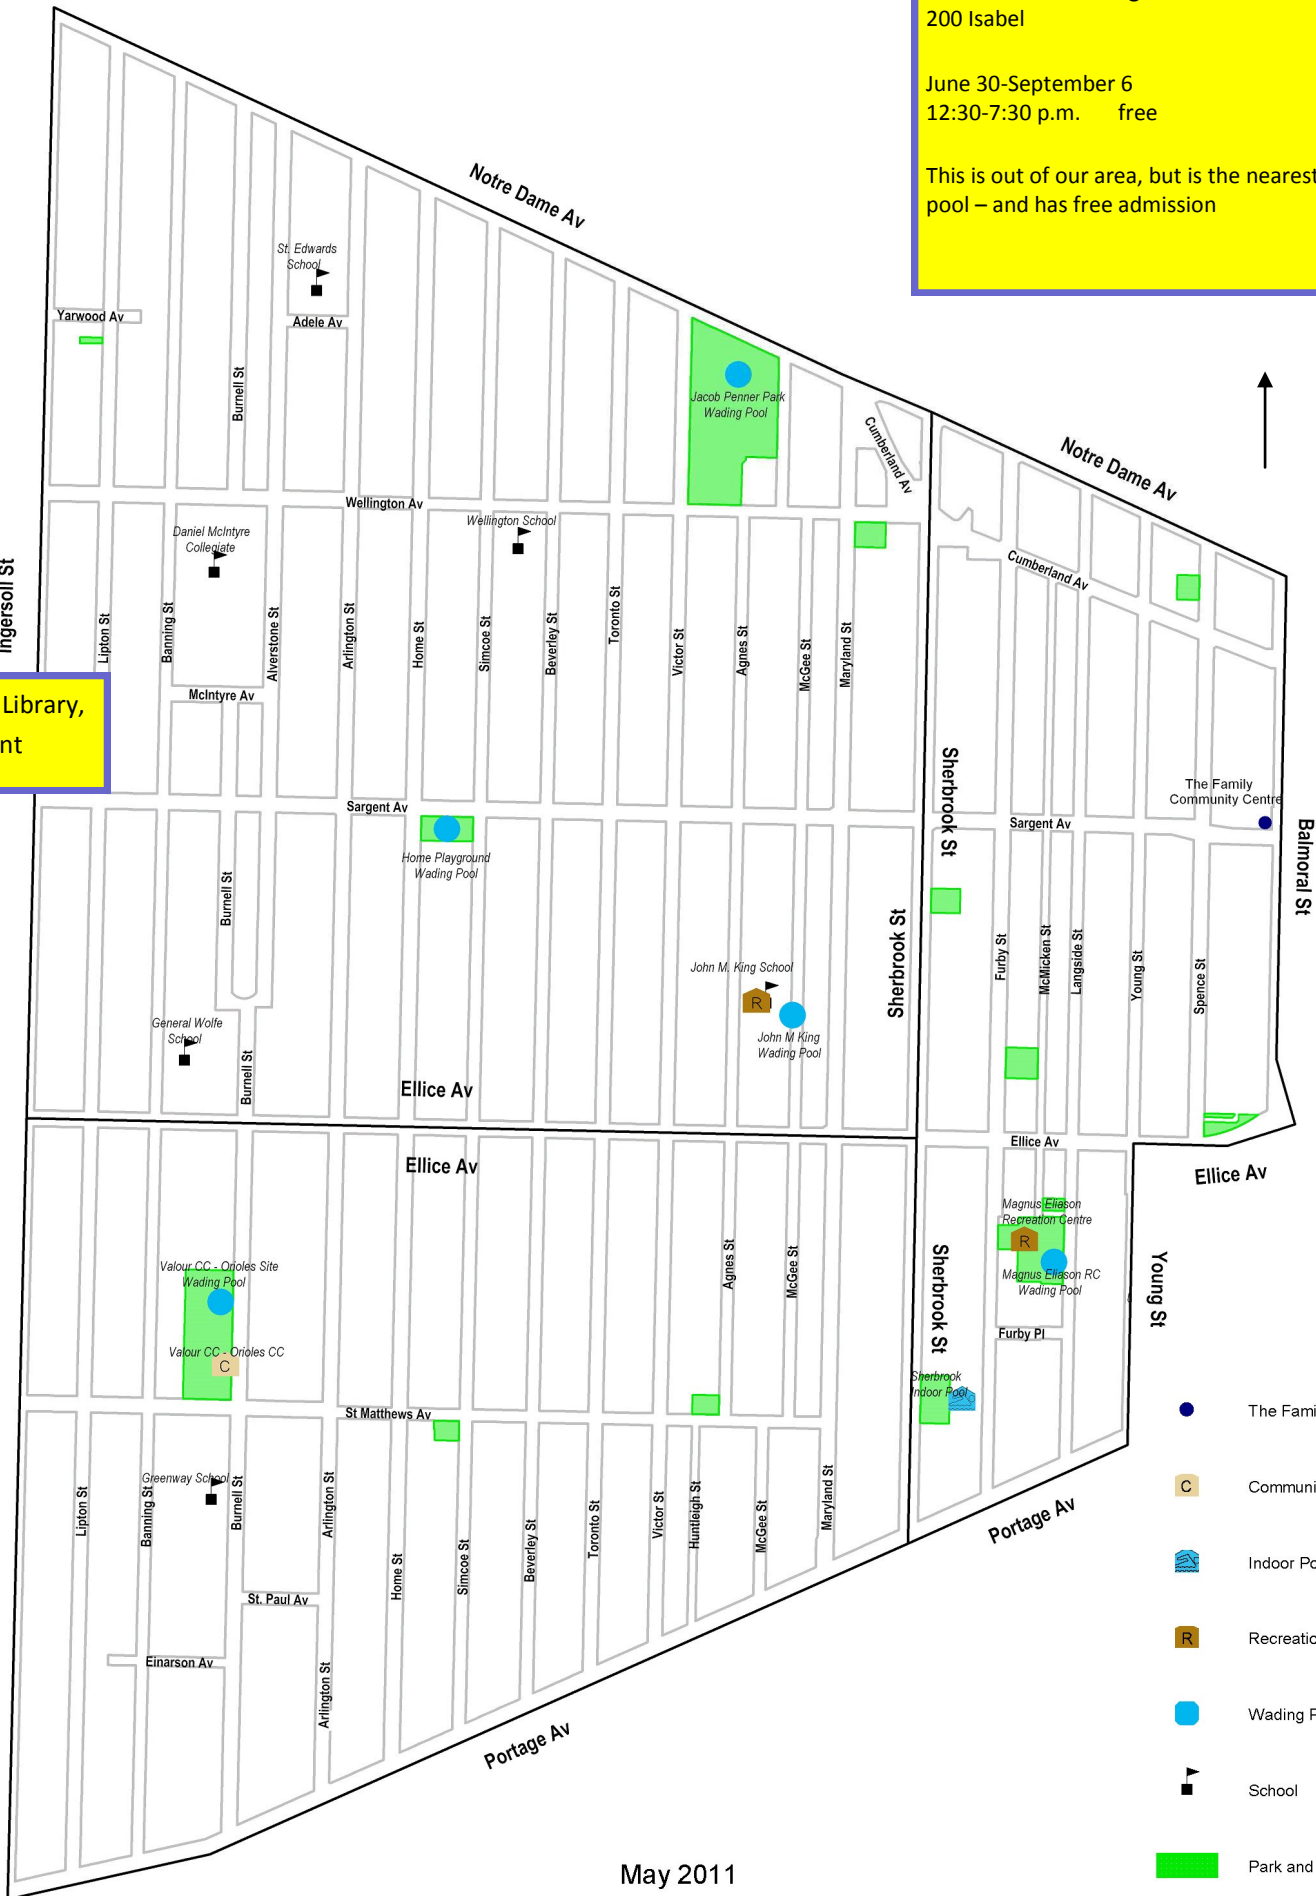 200 Isabel
June 30-September 6
12:30-7:30 p.m. free
This is out of our area, but is the nearest
pool – and has free admission
Notre Dame Av
St. Edwards
School
Yarwood Av
Adele Av
Burnell St
Jacob Penner Park
Wading Pool
Cumberland Av
Notre Dame Av
Wellington Av
Wellington School
Daniel McIntyre
Collegiate
Cumberland Av
Ingersoll St
Lipton St
Banning St
Alverstone St
Arlington St
Home St
Simcoe St
Beverley St
Toronto St
Victor St
Agnes St
McGee St
Maryland St
McIntyre Av
Library,
Sherbrook St
The Family
Community Centre
Sargent Av
Sargent Av
Balmoral St
Home Playground
Wading Pool
Burnell St
Sherbrook St
Furby St
McMicken St
Langside St
Young St
Spence St
John M. King School
R
John M King
Wading Pool
General Wolfe
School
Burnell St
Ellice Av
Ellice Av
Ellice Av
Ellice Av
Magnus Eliason
Recreation Centre
R
Magnus Eliason RC
Wading Pool
Agnes St
McGee St
Sherbrook St
Young St
Valour CC - Orioles Site
Wading Pool
Valour CC - Orioles CC
C
Furby Pl
Sherbrook
Indoor Pool
St Matthews Av
Greenway School
Lipton St
Banning St
Burnell St
Arlington St
Home St
Simcoe St
Beverley St
Toronto St
Victor St
Huntleigh St
McGee St
Maryland St
Portage Av
St. Paul Av
Einarson Av
Arlington St
Portage Av
The
C
Indoor
R
Wading
School
Park and
May 2011